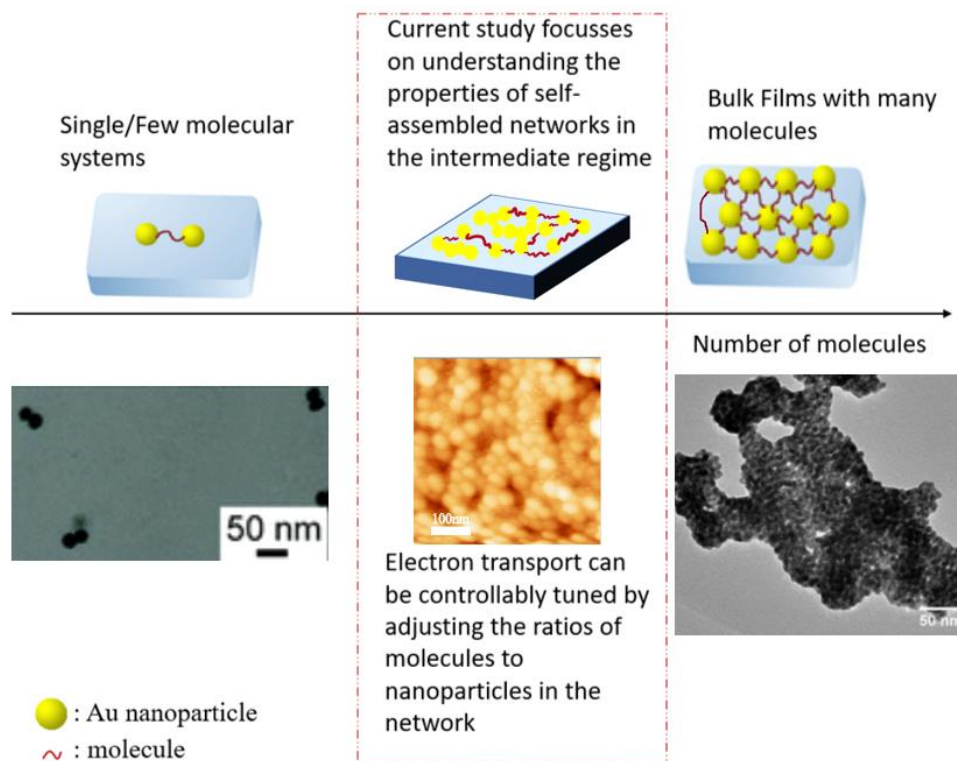 Single/Few molecular
systems
Current study focusses
on understanding the
properties of self-
assembled networks in
the intermediate regime
Bulk Films with many
molecules
Number of molecules
50 nm
100nm
50 nm
Electron transport can
be controllably tuned by
adjusting the ratios of
molecules to
nanoparticles in the
network
: Au nanoparticle
: molecule